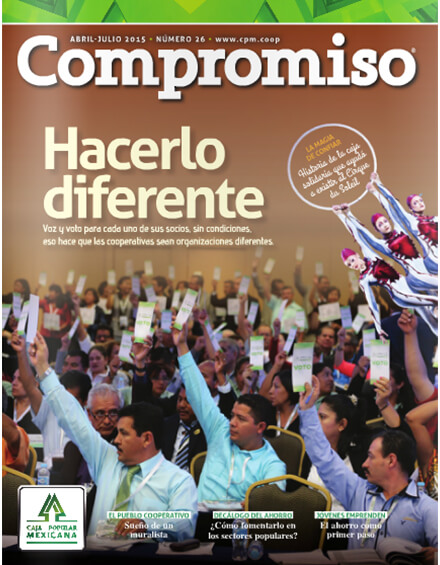 ABRIL-JULIO 2015 • NÚMERO 26 • www.cpm.coop
Compromiso
Hacerlo
diferente
Voz y voto para cada uno de sus socios, sin condiciones,
eso hace que las cooperativas sean organizaciones diferentes.
LA MAGIA
DE CONFIAR
Historia de la caja
solidaria que ayudó
a existir al Cirque
du Soleil
CAJA POPULAR
MEXICANA
EL PUEBLO COOPERATIVO
Sueño de un
muralista
DECÁLOGO DEL AHORRO
¿Cómo fomentarlo en
los sectores populares?
JÓVENES EMPRENDEN
El ahorro como
primer paso